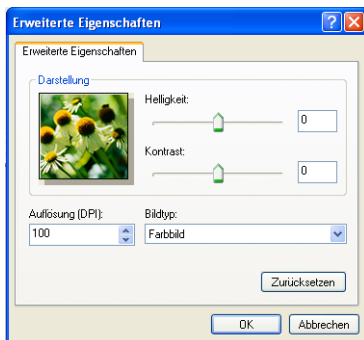 Erweiterte Eigenschaften
Erweiterte Eigenschaften
Darstellung
Helligkeit:
0
Kontrast:
0
Auflösung (DPI): Bildtyp:
100 Farbbild
Zurücksetzen
OK Abbrechen